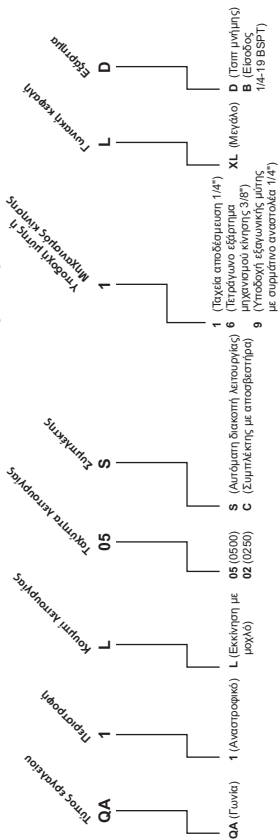 Τύπος εργαλείου
QA
QA (Γωνία)
Περιστροφή
1
1 (Αναστροφικό)
Κουμπί λειτουργίας
L
L (Εκκίνηση με
μοχλό)
Ταχύτητα λειτουργίας
05
05 (0500)
02 (0250)
Συμπλέκτης
S
S (Αυτόματη διακοπή λειτουργίας)
C (Συμπλέκτης με αποσβεστήρα)
Υποδοχή μύτης ή
Μηχανισμός κίνησης
1
1 (Ταχεία αποδέσμευση 1/4")
6 (Τετράγωνο εξάρτημα
μηχανισμού κίνησης 3/8")
9 (Υποδοχή εξαγωνικής μύτης
με συρμάτινο αναστολέα 1/4")
Γωνιακή κεφαλή
L
XL (Μεγάλο)
Εξάρτημα
D
D (Τσιπ μνήμης)
B (Είσοδος
1/4-19 BSPT)